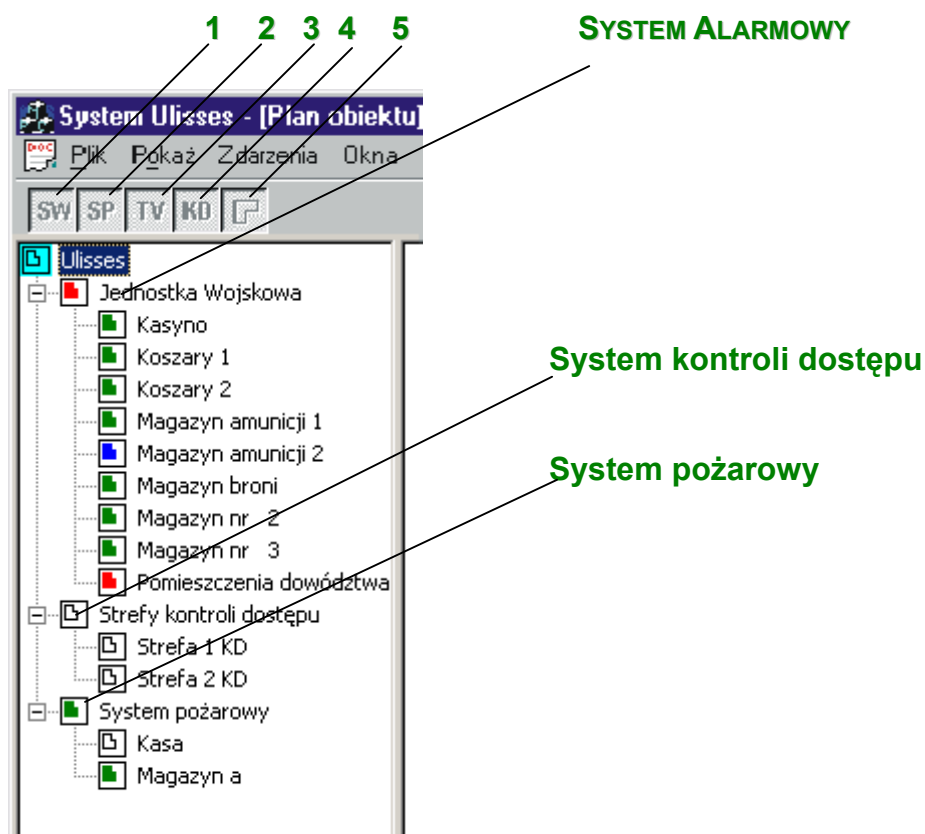 1 2 3 4 5 SYSTEM ALARMOWY
System Ulisses - [Plan obiektu]
Plik Pokaż Zdarzenia Okna
SW SP TV KD
Ulisses
Jednostka Wojskowa
Kasyno
Koszary 1
System kontroli dostępu
Koszary 2
Magazyn amunicji 1
Magazyn amunicji 2
System pożarowy
Magazyn broni
Magazyn nr 2
Magazyn nr 3
Pomieszczenia dowództwa
Strefy kontroli dostępu
Strefa 1 KD
Strefa 2 KD
System pożarowy
Kasa
Magazyn a